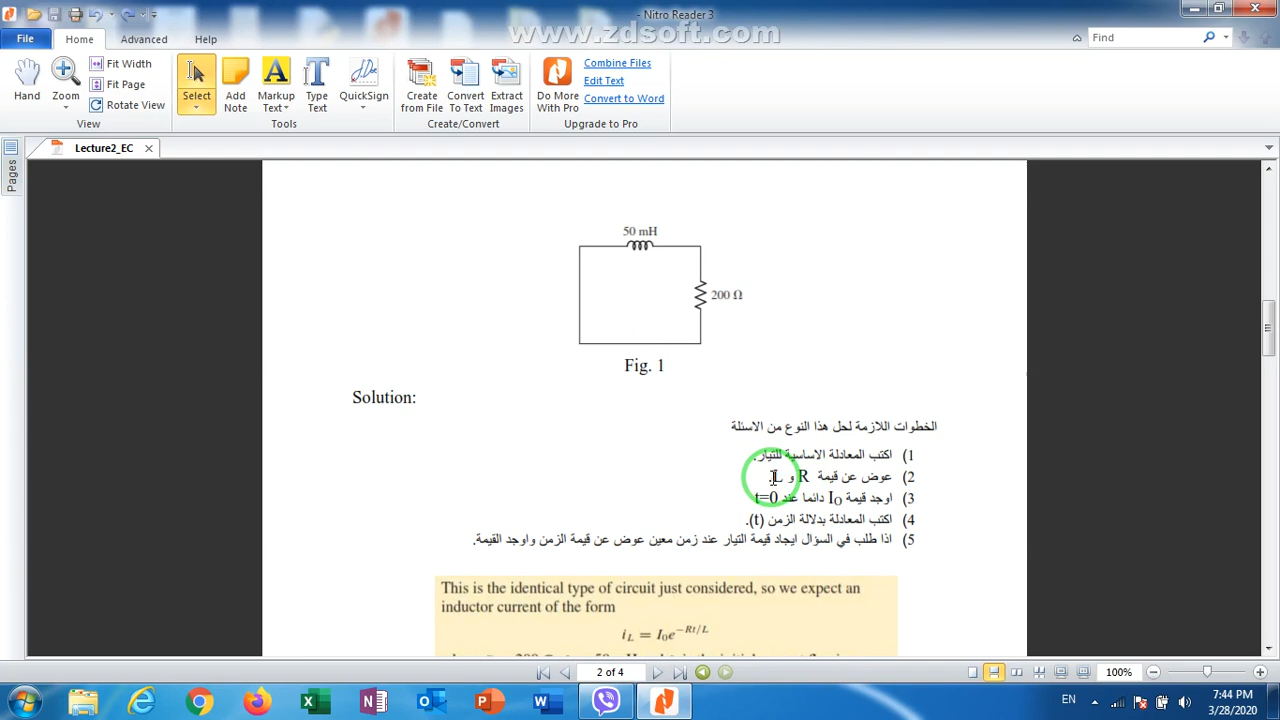 - Nitro Reader 3
www.zdsoft.com
File
Home
Advanced
Help
Find
Hand
Zoom
Fit Width
Fit Page
Rotate View
View
Select
Add Note
Markup Text
Type Text
QuickSign
Tools
Create from File
Convert To Text
Extract Images
Create/Convert
Do More With Pro
Combine Files
Edit Text
Convert to Word
Upgrade to Pro
Pages
Lecture2_EC
50 mH
200 Ω
Fig. 1
Solution:
الخطوات اللازمة لحل هذا النوع من الاسئلة
1) اكتب المعادلة الاساسية للتيار.
2) عوض عن قيمة R و L.
3) اوجد قيمة I₀ دائما عند t=0
4) اكتب المعادلة بدلالة الزمن (t).
5) اذا طلب في السؤال ايجاد قيمة التيار عند زمن معين عوض عن قيمة الزمن واوجد القيمة.
This is the identical type of circuit just considered, so we expect an
inductor current of the form
i_L = I₀e^{−Rt/L}
2 of 4
100%
EN
7:44 PM
3/28/2020